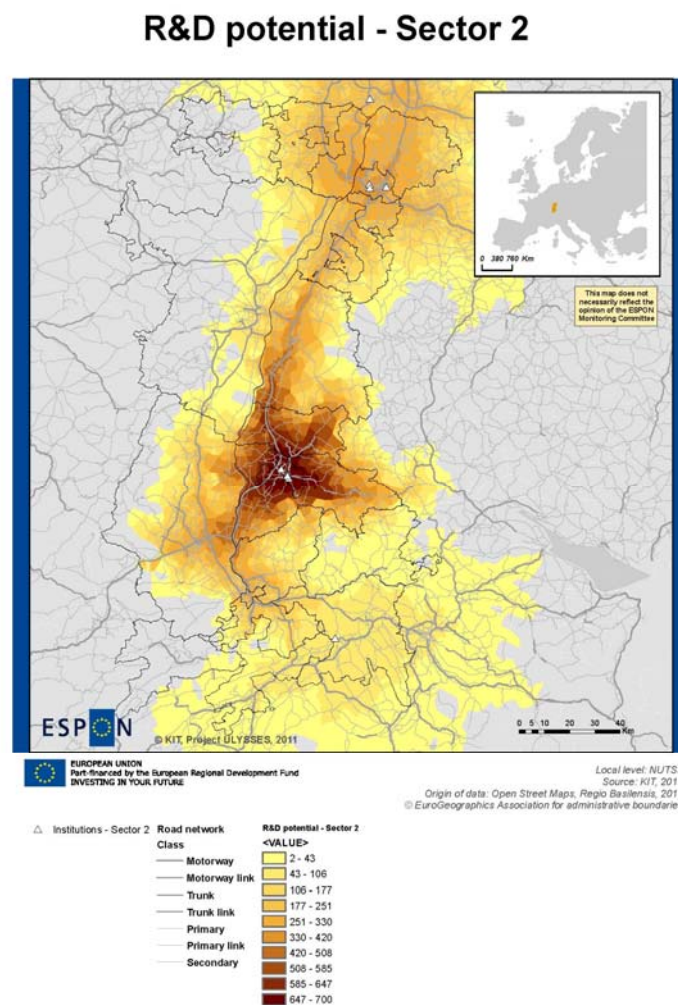 R&D potential - Sector 2
0 380 760 Km
This map does not
necessarily reflect the
opinion of the ESPON
Monitoring Committee
ESPON
© KIT, Project ULYSSES, 2011
0 5 10 20 30 40
Km
EUROPEAN UNION
Part-financed by the European Regional Development Fund
INVESTING IN YOUR FUTURE
Local level: NUTS
Source: KIT, 201
Origin of data: Open Street Maps, Regio Basilensis, 201
© EuroGeographics Association for administrative boundarie
Institutions - Sector 2
Road network
Class
Motorway
Motorway link
Trunk
Trunk link
Primary
Primary link
Secondary
R&D potential - Sector 2
<VALUE>
2 - 43
43 - 106
106 - 177
177 - 251
251 - 330
330 - 420
420 - 508
508 - 585
585 - 647
647 - 700